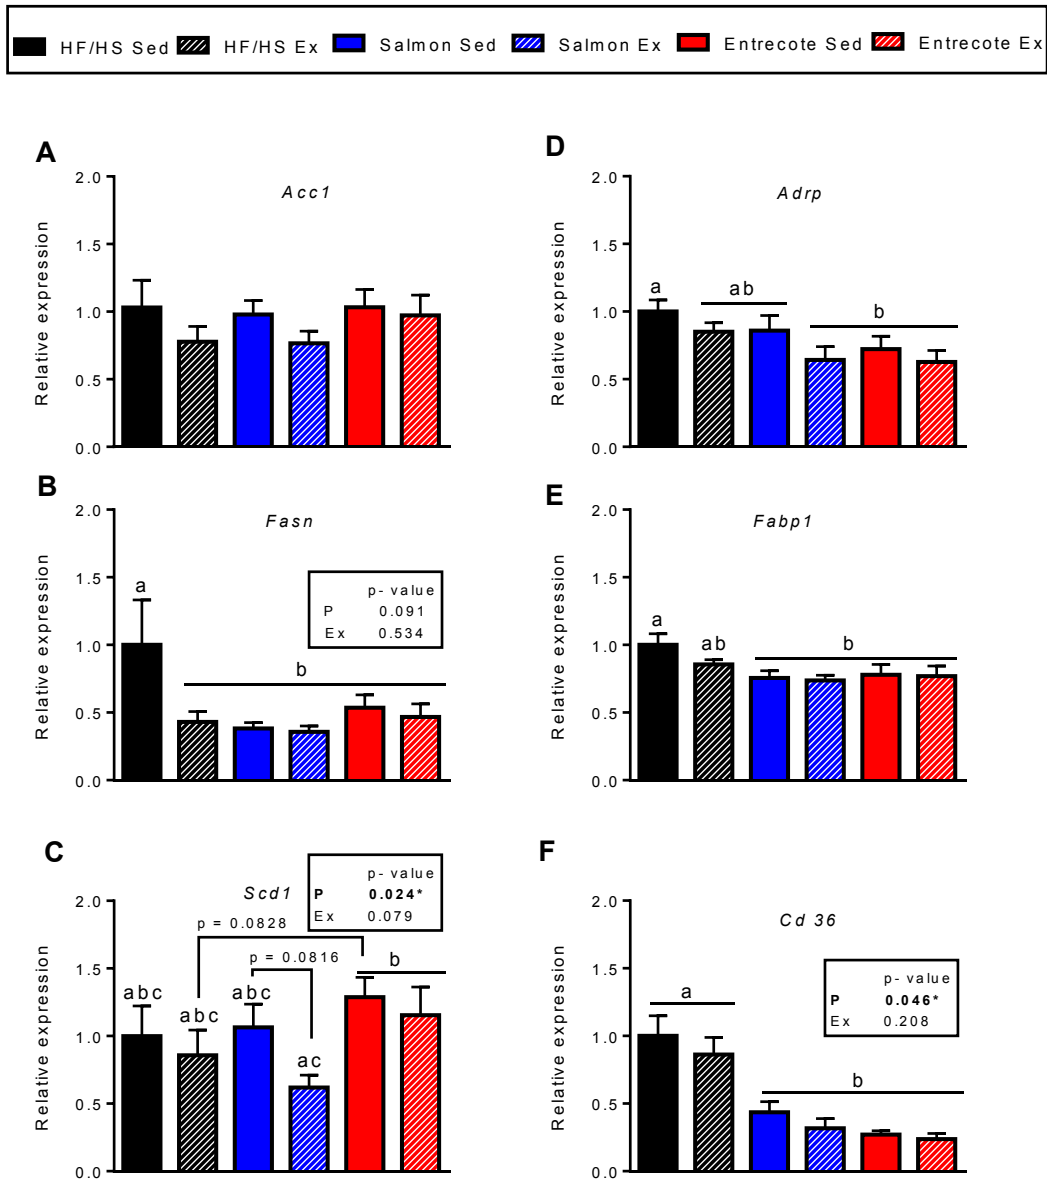 HF/HS Sed HF/HS Ex Salmon Sed Salmon Ex Entrecote Sed Entrecote Ex
A
Acc1
Relative expression
2.0
1.5
1.0
0.5
0.0
D
Adrp
Relative expression
2.0
1.5
1.0
0.5
0.0
a
ab
b
B
Fasn
Relative expression
2.0
1.5
1.0
0.5
0.0
a
b
p- value
P 0.091
Ex 0.534
E
Fabp1
Relative expression
2.0
1.5
1.0
0.5
0.0
a
ab
b
C
Scd1
Relative expression
2.0
1.5
1.0
0.5
0.0
p- value
P 0.024*
Ex 0.079
p = 0.0828
p = 0.0816
abc
abc
abc
ac
b
F
Cd 36
Relative expression
2.0
1.5
1.0
0.5
0.0
a
b
p- value
P 0.046*
Ex 0.208